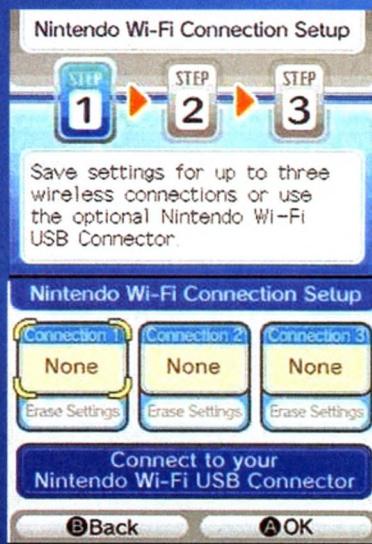 Nintendo Wi-Fi Connection Setup
STEP STEP STEP
1 2 3
Save settings for up to three
wireless connections or use
the optional Nintendo Wi-Fi
USB Connector.
Nintendo Wi-Fi Connection Setup
Connection 1 Connection 2 Connection 3
None None None
Erase Settings Erase Settings Erase Settings
Connect to your
Nintendo Wi-Fi USB Connector
B Back A OK